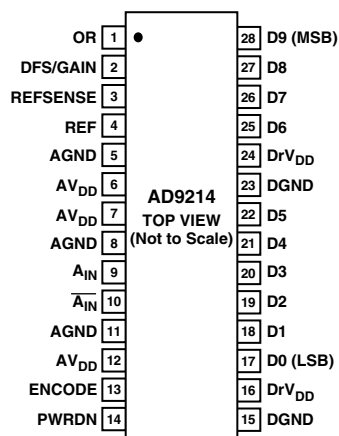 OR 1 28 D9 (MSB)
DFS/GAIN 2 27 D8
REFSENSE 3 26 D7
REF 4 25 D6
AGND 5 24 DrVDD
AVDD 6 23 DGND
AVDD 7 22 D5
AGND 8 21 D4
AIN 9 20 D3
A̅I̅N̅ 10 19 D2
AGND 11 18 D1
AVDD 12 17 D0 (LSB)
ENCODE 13 16 DrVDD
PWRDN 14 15 DGND
AD9214
TOP VIEW
(Not to Scale)